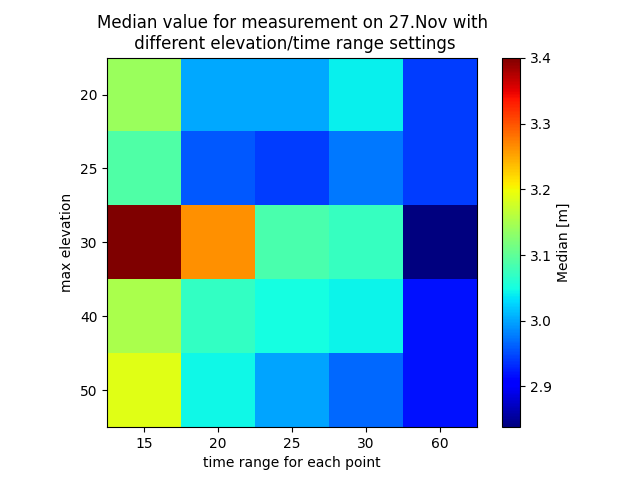 Median value for measurement on 27.Nov with
different elevation/time range settings
max elevation
20
25
30
40
50
15 20 25 30 60
time range for each point
3.4
3.3
3.2
3.1
3.0
2.9
Median [m]